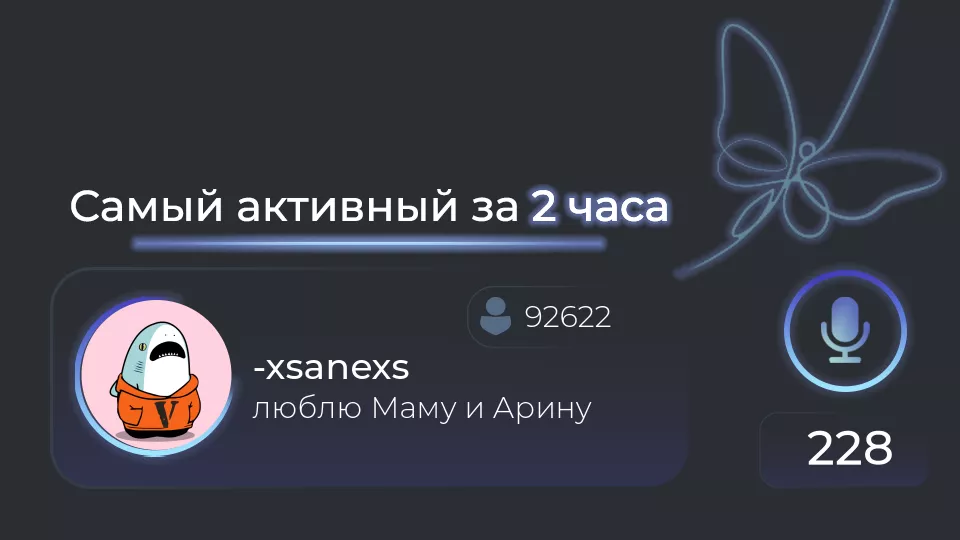 Самый активный за 2 часа
92622
-xsanexs
люблю Маму и Арину
V
228